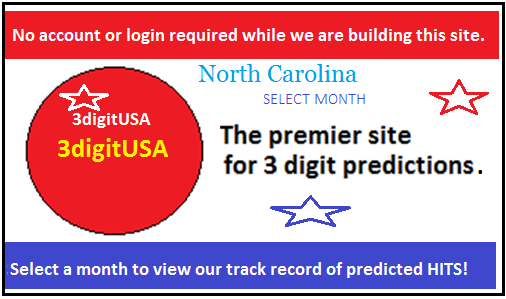 No account or login required while we are building this site.
North Carolina
SELECT MONTH
3digitUSA
3digitUSA
The premier site
for 3 digit predictions.
Select a month to view our track record of predicted HITS!